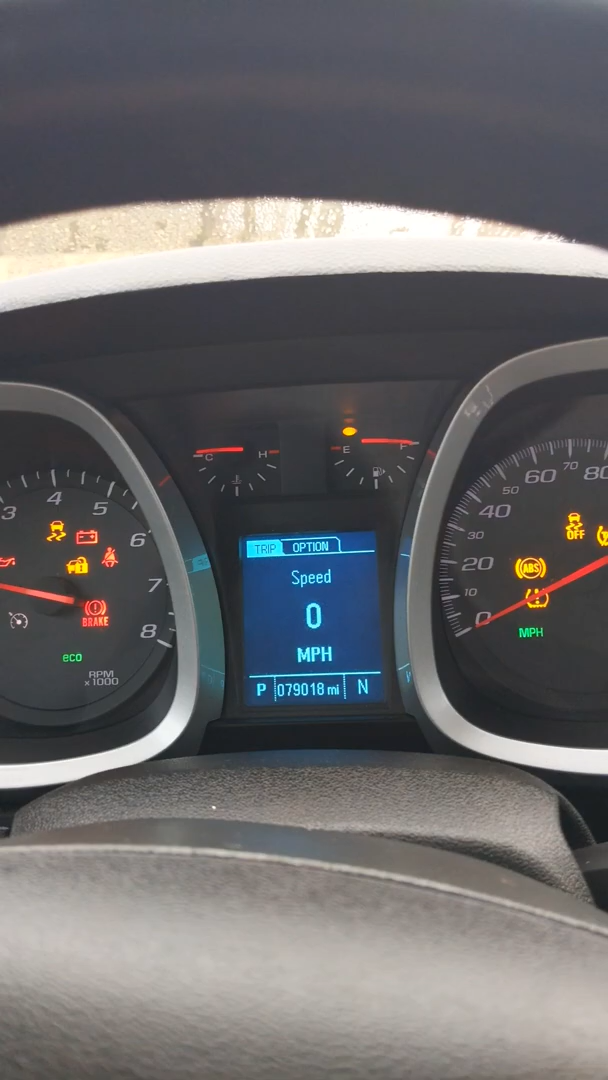 C H
E F
TRIP OPTION
Speed
0
MPH
P 079018 mi N
3 4 5 6 7 8
BRAKE
eco
RPM
x1000
0 10 20 30 40 50 60 70 80
OFF
ABS
MPH